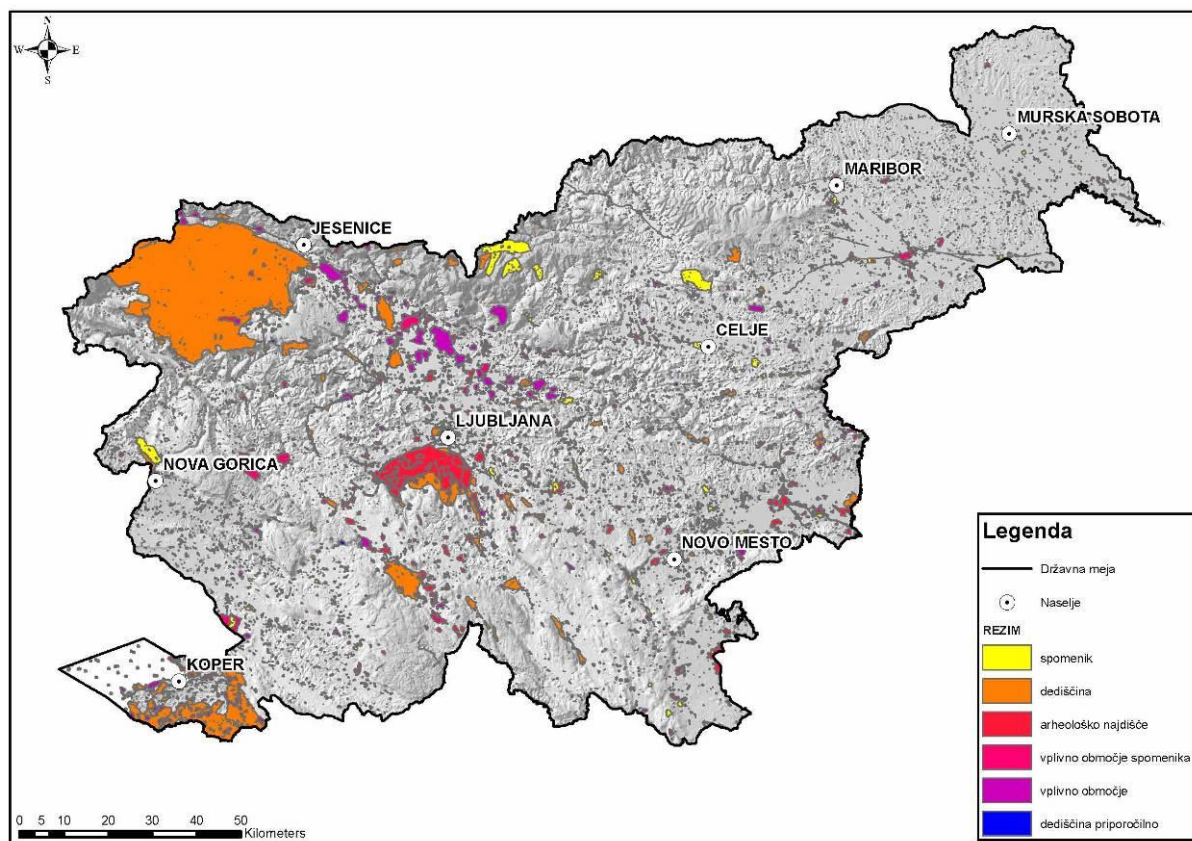 N
W E
S
MURSKA SOBOTA
MARIBOR
JESENICE
CELJE
LJUBLJANA
NOVA GORICA
NOVO MESTO
KOPER
Legenda
Državna meja
Naselje
REZIM
spomenik
dediščina
arheološko najdišče
vplivno območje spomenika
vplivno območje
dediščina priporočilno
0 5 10 20 30 40 50
Kilometers